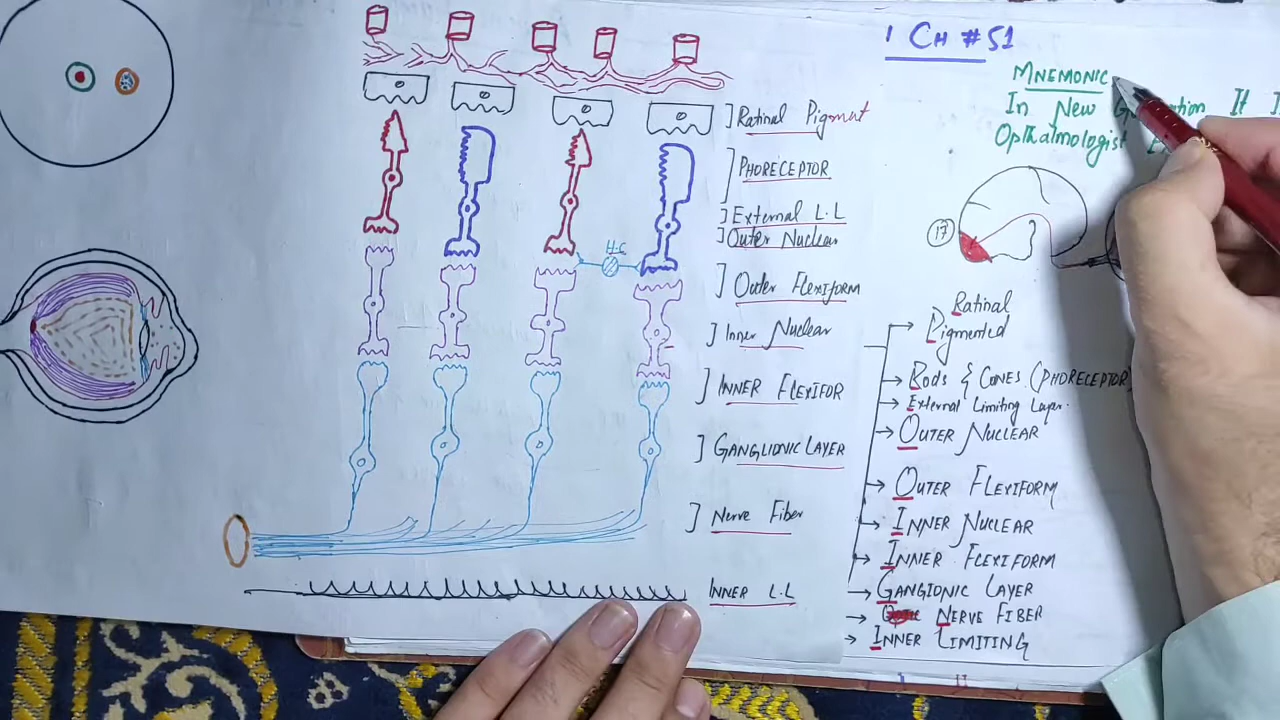 1 CH #51
MNEMONIC
In New It I
Opthalmologist
Ratinal Pigment
PHORECEPTOR
External L.L
Outer Nuclear
H.C
Outer FLEXIFORM
Inner Nuclear
INNER FLEXIFOR
GANGLIONIC LAYER
Nerve Fiber
INNER L.L
17
Ratinal
Pigmented
RODS & CONES (PHORECEPTOR
External Limiting Layer.
OUTER NUCLEAR
OUTER FLEXIFORM
INNER NUCLEAR
INNER FLEXIFORM
GANGIONIC LAYER
NERVE FIBER
INNER LIMITING